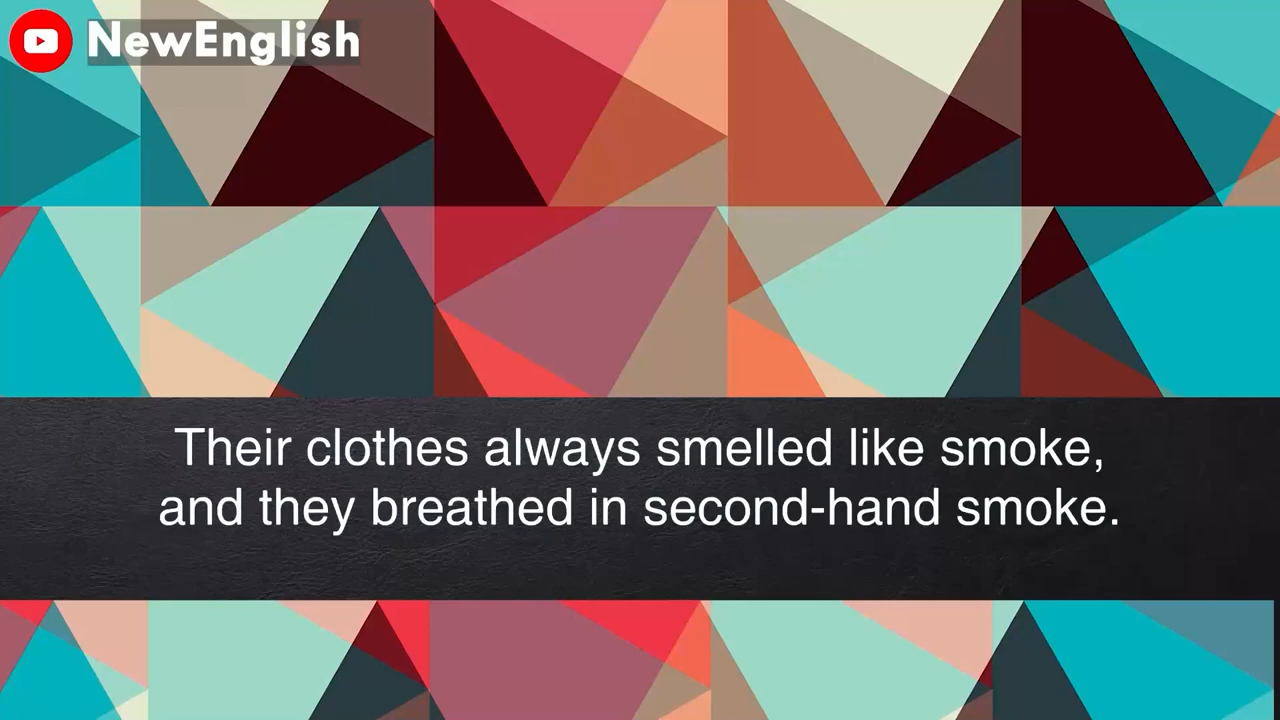 NewEnglish
Their clothes always smelled like smoke,
and they breathed in second-hand smoke.